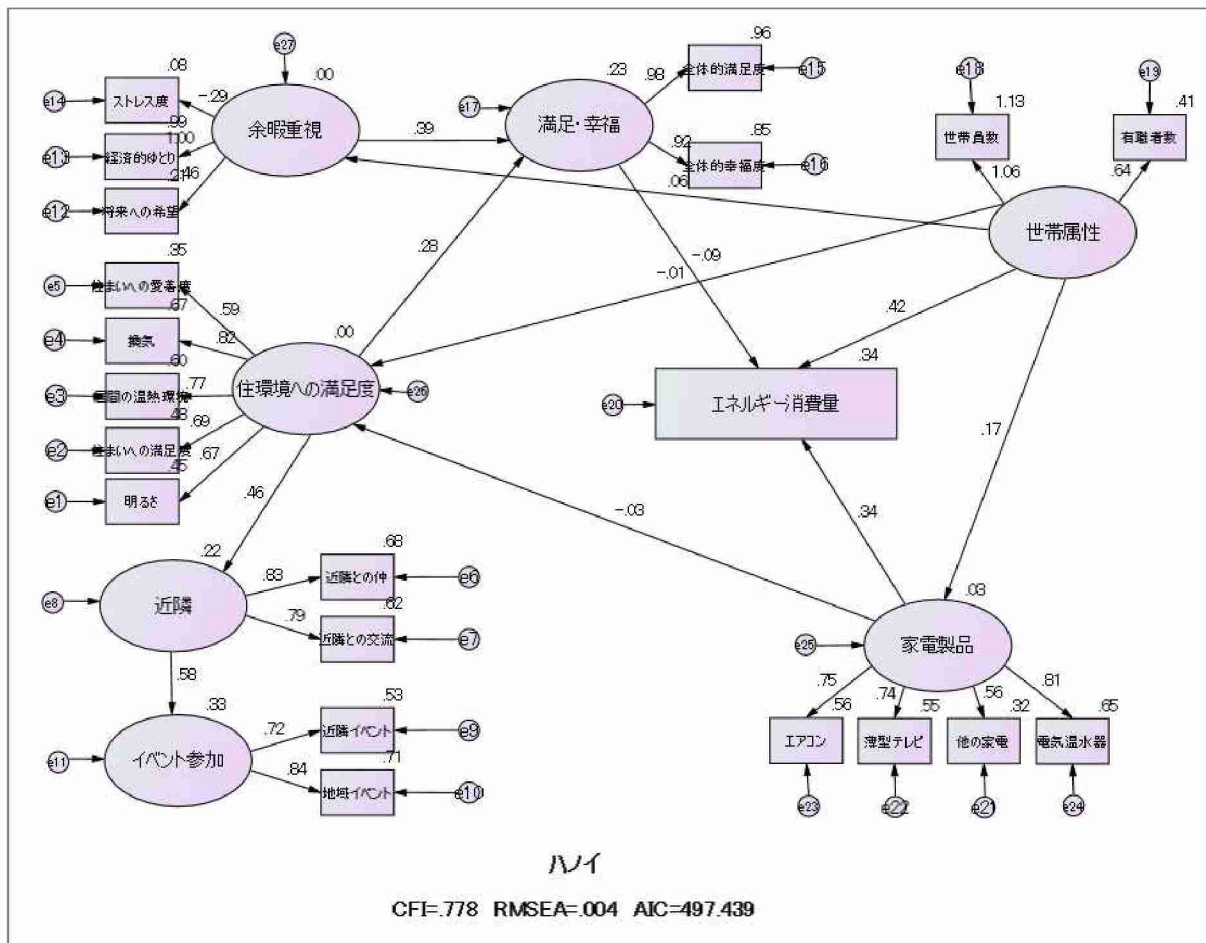 e27
.08
.00
e14
ストレス度
-.29
余暇重視
.99
1.00
e13
経済的ゆとり
.21
.46
e12
将来への希望
.39
.23
e17
満足・幸福
.98
.96
全体的満足度
e15
.92
.85
全体的幸福度
e16
.06
e18
1.13
世帯員数
1.06
e19
.41
有職者数
.64
世帯属性
.28
-.01
-.09
.42
.17
.35
e5
住まいへの愛着度
.59
.67
e4
換気
.82
.60
e3
居間の温熱環境
.77
.48
e2
住まいへの満足度
.69
.45
e1
明るさ
.67
.00
住環境への満足度
e26
.34
e20
エネルギー消費量
.46
-.03
.34
.22
e8
近隣
.83
.68
近隣との仲
e6
.79
.62
近隣との交流
e7
.58
.33
e11
イベント参加
.72
.53
近隣イベント
e9
.84
.71
地域イベント
e10
.03
e25
家電製品
.75
.56
エアコン
e23
.74
.55
薄型テレビ
e22
.56
.32
他の家電
e21
.81
.65
電気温水器
e24
ハノイ
CFI=.778 RMSEA=.004 AIC=497.439